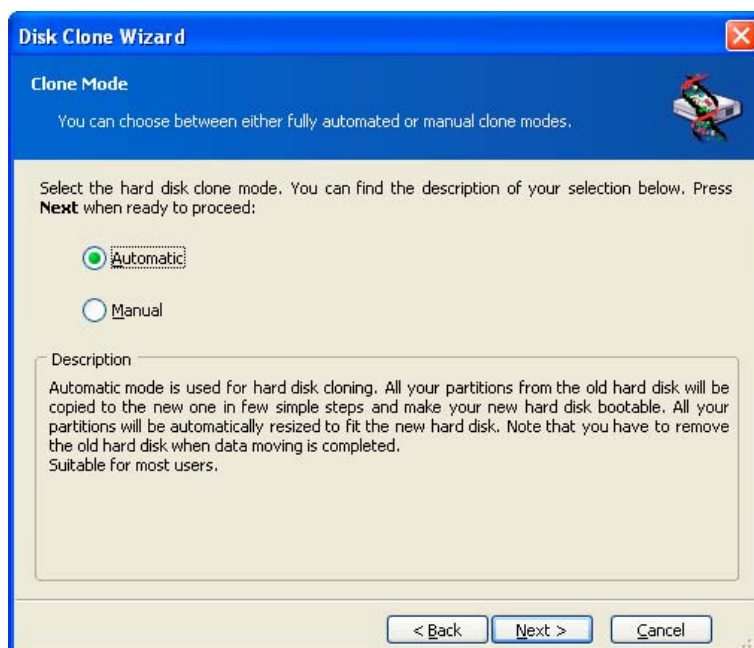 Disk Clone Wizard
Clone Mode
You can choose between either fully automated or manual clone modes.
Select the hard disk clone mode. You can find the description of your selection below. Press
Next when ready to proceed:
Automatic
Manual
Description
Automatic mode is used for hard disk cloning. All your partitions from the old hard disk will be
copied to the new one in few simple steps and make your new hard disk bootable. All your
partitions will be automatically resized to fit the new hard disk. Note that you have to remove
the old hard disk when data moving is completed.
Suitable for most users.
< Back
Next >
Cancel